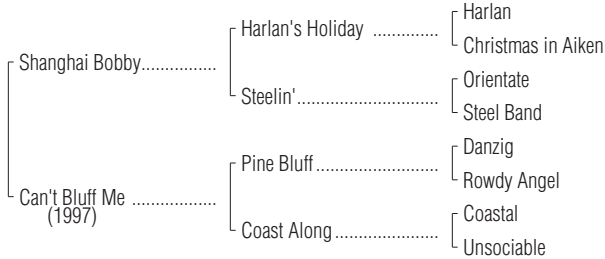 Harlan
Harlan's Holiday ..............
Christmas in Aiken
Shanghai Bobby................
Orientate
Steelin'..............................
Steel Band
Danzig
Pine Bluff..........................
Rowdy Angel
Can't Bluff Me ..................
(1997)
Coastal
Coast Along......................
Unsociable